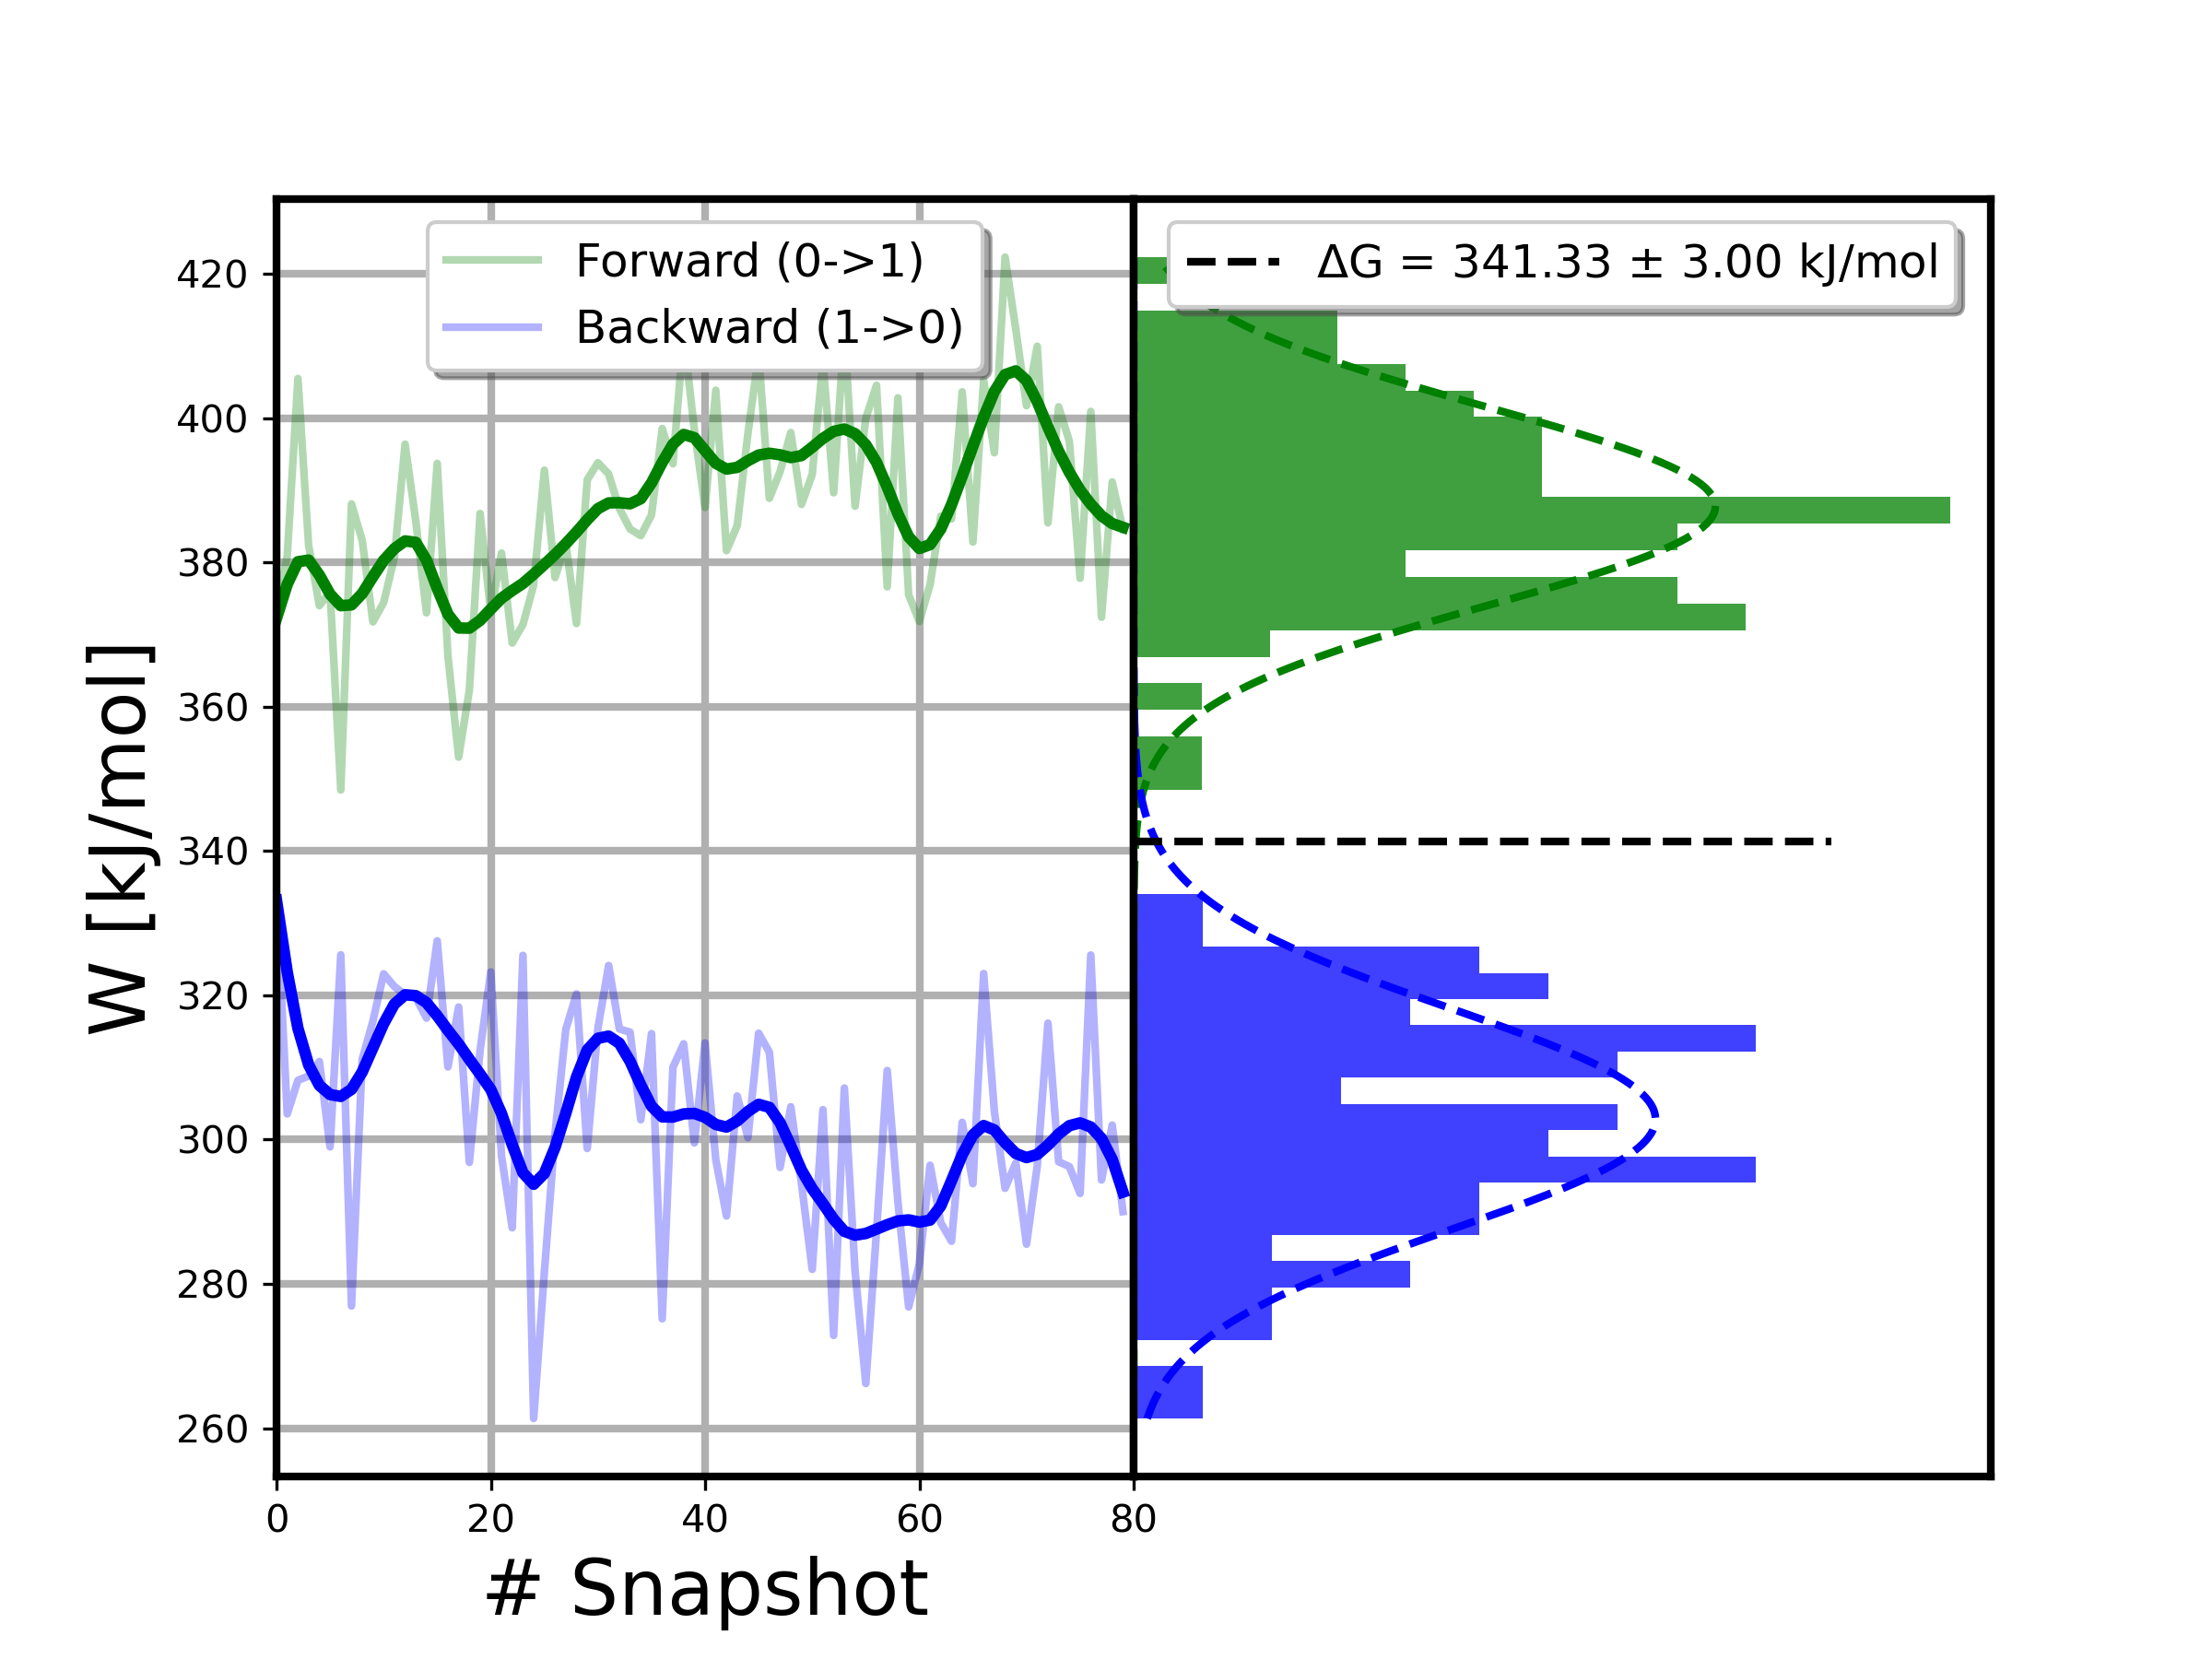 Forward (0->1)
Backward (1->0)
ΔG = 341.33 ± 3.00 kJ/mol
W [kJ/mol]
420
400
380
360
340
320
300
280
260
0 20 40 60 80
# Snapshot